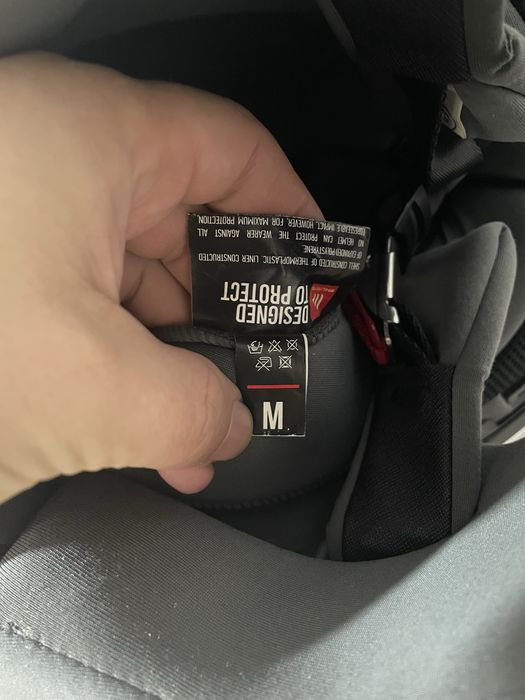 DESIGNED
TO PROTECT
SHELL CONSTRUCTED OF THERMOPLASTIC. LINER CONSTRUCTED
OF EXPANDED POLYSTYRENE.
NO HELMET CAN PROTECT THE WEARER AGAINST ALL
FORESEEABLE IMPACT. HOWEVER, FOR MAXIMUM PROTECTION,
M